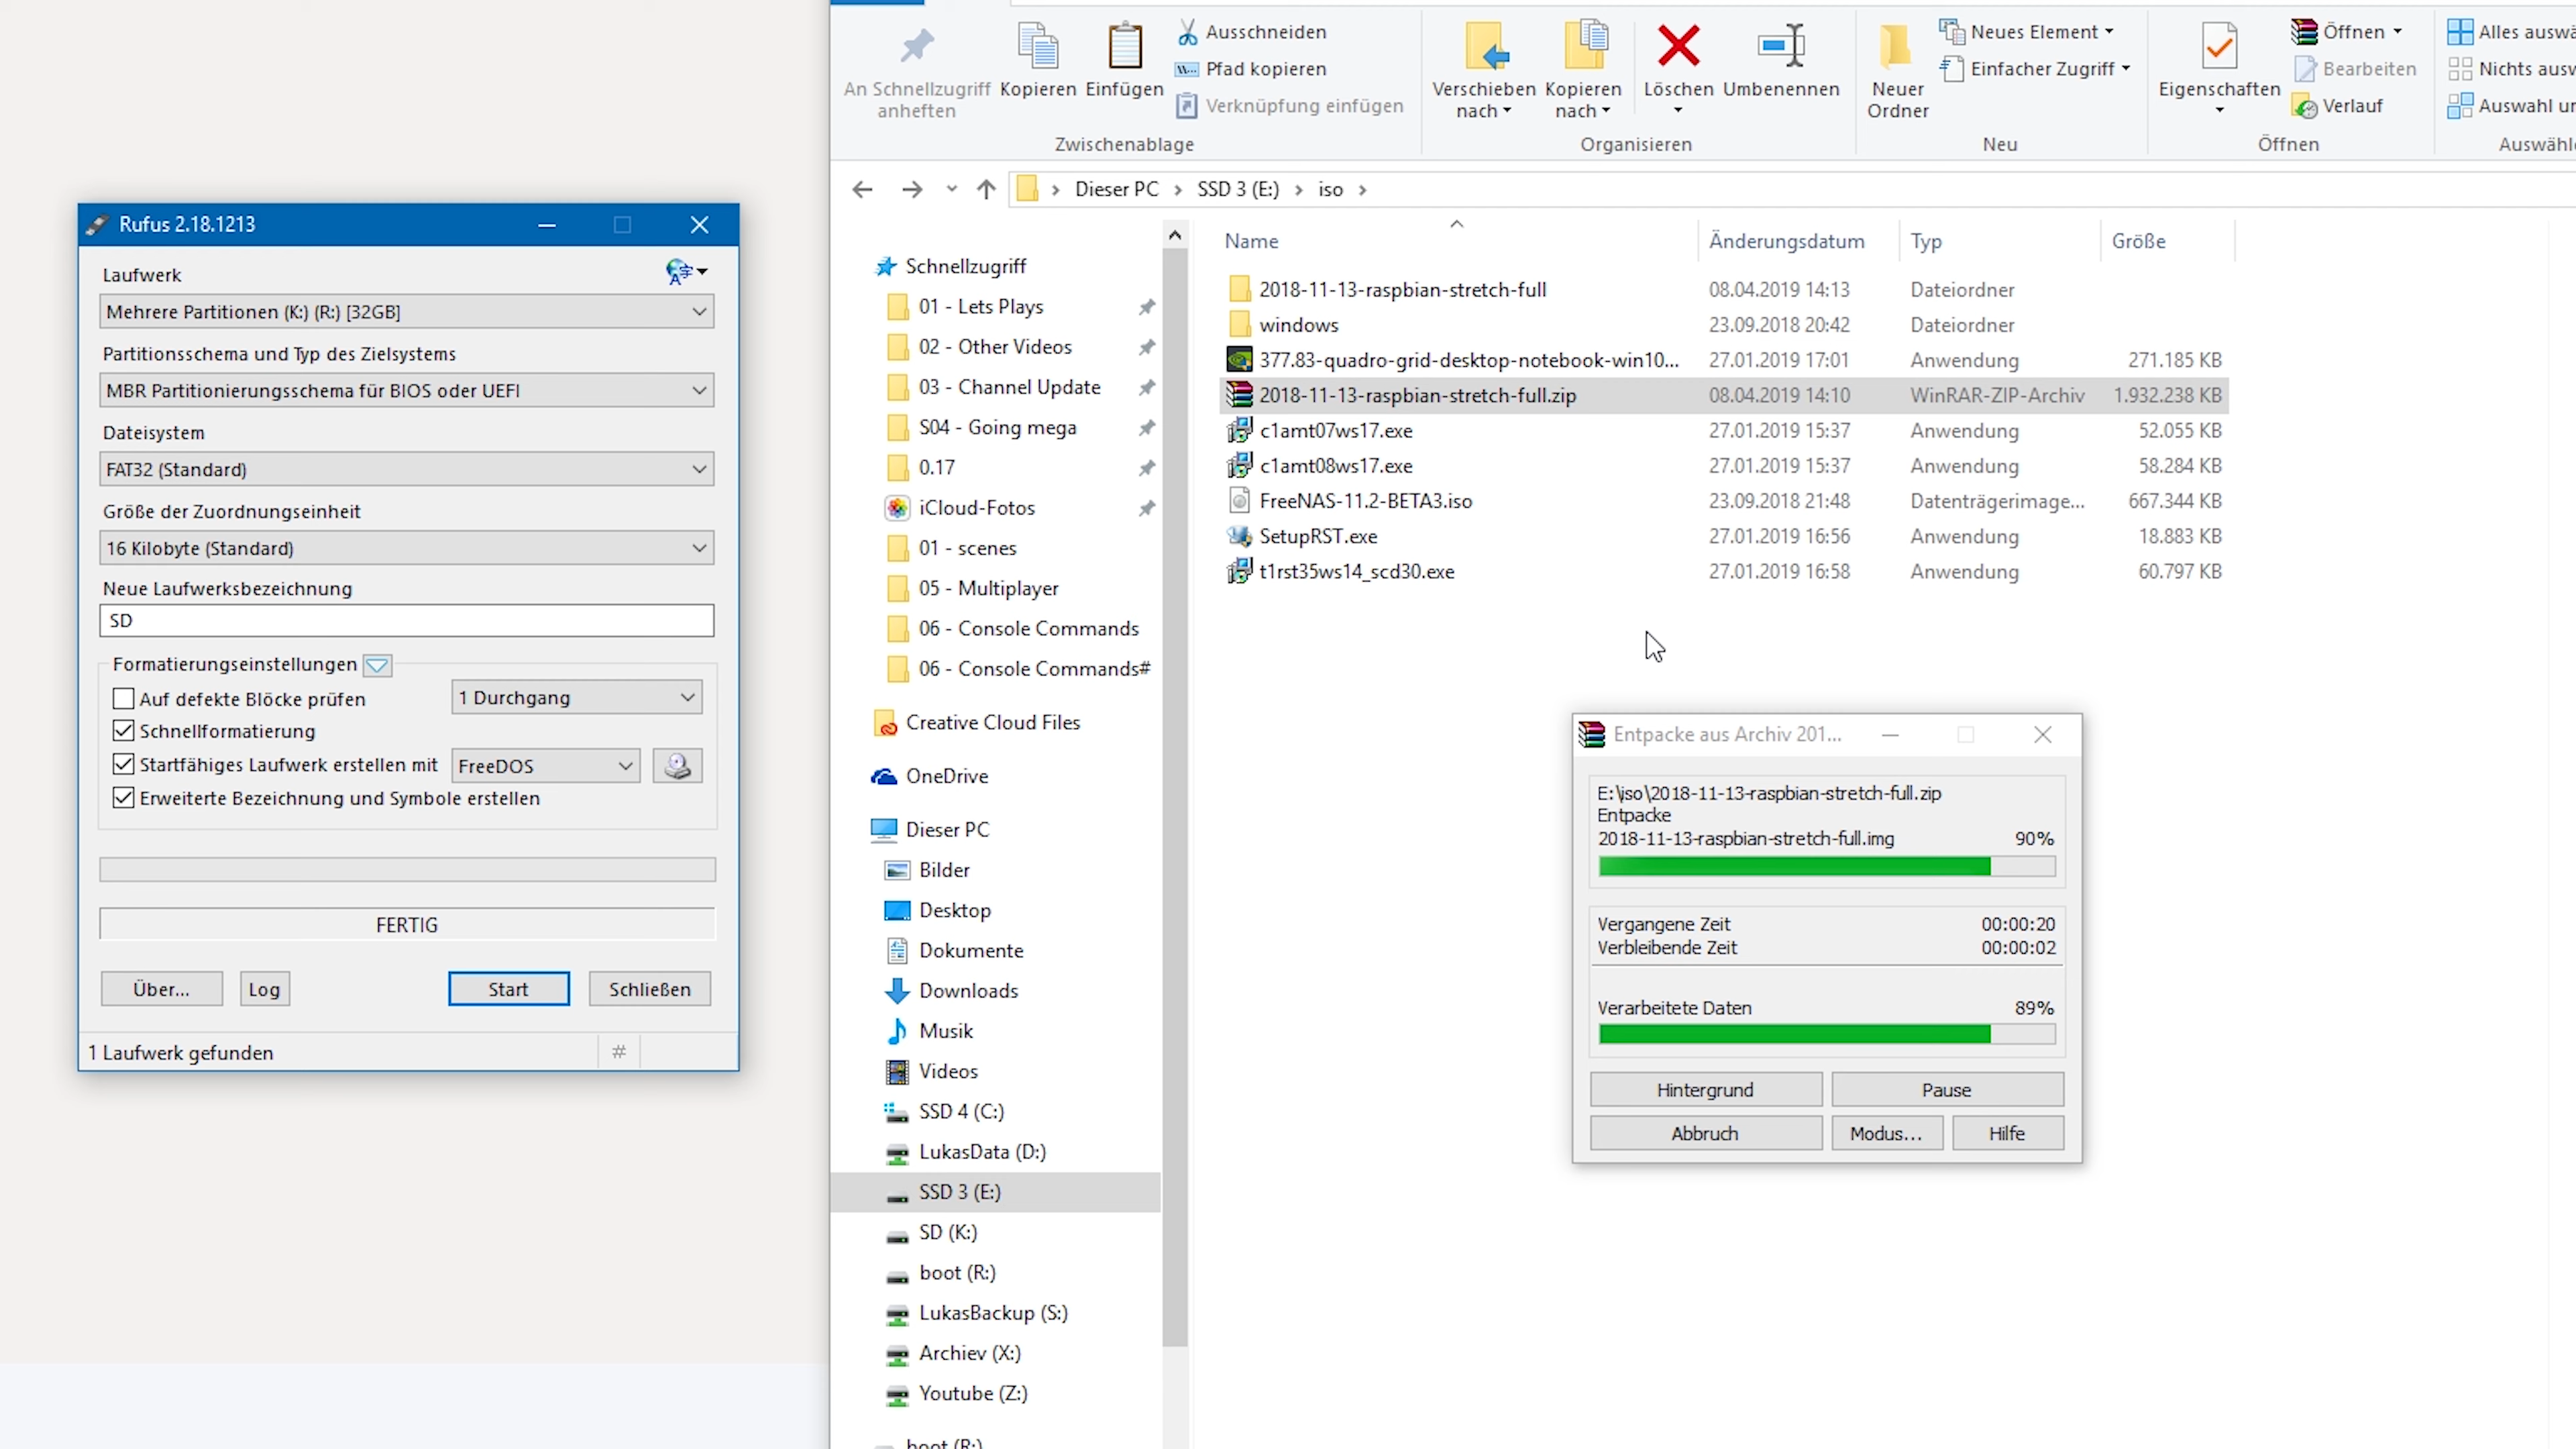 Rufus 2.18.1213
Laufwerk
Mehrere Partitionen (K:) (R:) [32GB]
Partitionsschema und Typ des Zielsystems
MBR Partitionierungsschema für BIOS oder UEFI
Dateisystem
FAT32 (Standard)
Größe der Zuordnungseinheit
16 Kilobyte (Standard)
Neue Laufwerksbezeichnung
SD
Formatierungseinstellungen
Auf defekte Blöcke prüfen 1 Durchgang
Schnellformatierung
Startfähiges Laufwerk erstellen mit FreeDOS
Erweiterte Bezeichnung und Symbole erstellen
FERTIG
Über... Log Start Schließen
1 Laufwerk gefunden #
An Schnellzugriff
anheften
Kopieren
Einfügen
Ausschneiden
Pfad kopieren
Verknüpfung einfügen
Zwischenablage
Verschieben
nach
Kopieren
nach
Löschen
Umbenennen
Organisieren
Neuer
Ordner
Neues Element
Einfacher Zugriff
Neu
Eigenschaften
Öffnen
Bearbeiten
Verlauf
Öffnen
Alles ausw
Nichts ausw
Auswahl u
Auswähl
Dieser PC > SSD 3 (E:) > iso >
Schnellzugriff
01 - Lets Plays
02 - Other Videos
03 - Channel Update
S04 - Going mega
0.17
iCloud-Fotos
01 - scenes
05 - Multiplayer
06 - Console Commands
06 - Console Commands#
Creative Cloud Files
OneDrive
Dieser PC
Bilder
Desktop
Dokumente
Downloads
Musik
Videos
SSD 4 (C:)
LukasData (D:)
SSD 3 (E:)
SD (K:)
boot (R:)
LukasBackup (S:)
Archiev (X:)
Youtube (Z:)
boot (R:)
Name Änderungsdatum Typ Größe
2018-11-13-raspbian-stretch-full 08.04.2019 14:13 Dateiordner
windows 23.09.2018 20:42 Dateiordner
377.83-quadro-grid-desktop-notebook-win10... 27.01.2019 17:01 Anwendung 271.185 KB
2018-11-13-raspbian-stretch-full.zip 08.04.2019 14:10 WinRAR-ZIP-Archiv 1.932.238 KB
c1amt07ws17.exe 27.01.2019 15:37 Anwendung 52.055 KB
c1amt08ws17.exe 27.01.2019 15:37 Anwendung 58.284 KB
FreeNAS-11.2-BETA3.iso 23.09.2018 21:48 Datenträgerimage... 667.344 KB
SetupRST.exe 27.01.2019 16:56 Anwendung 18.883 KB
t1rst35ws14_scd30.exe 27.01.2019 16:58 Anwendung 60.797 KB
Entpacke aus Archiv 201...
E:\iso\2018-11-13-raspbian-stretch-full.zip
Entpacke
2018-11-13-raspbian-stretch-full.img 90%
Vergangene Zeit 00:00:20
Verbleibende Zeit 00:00:02
Verarbeitete Daten 89%
Hintergrund Pause
Abbruch Modus... Hilfe